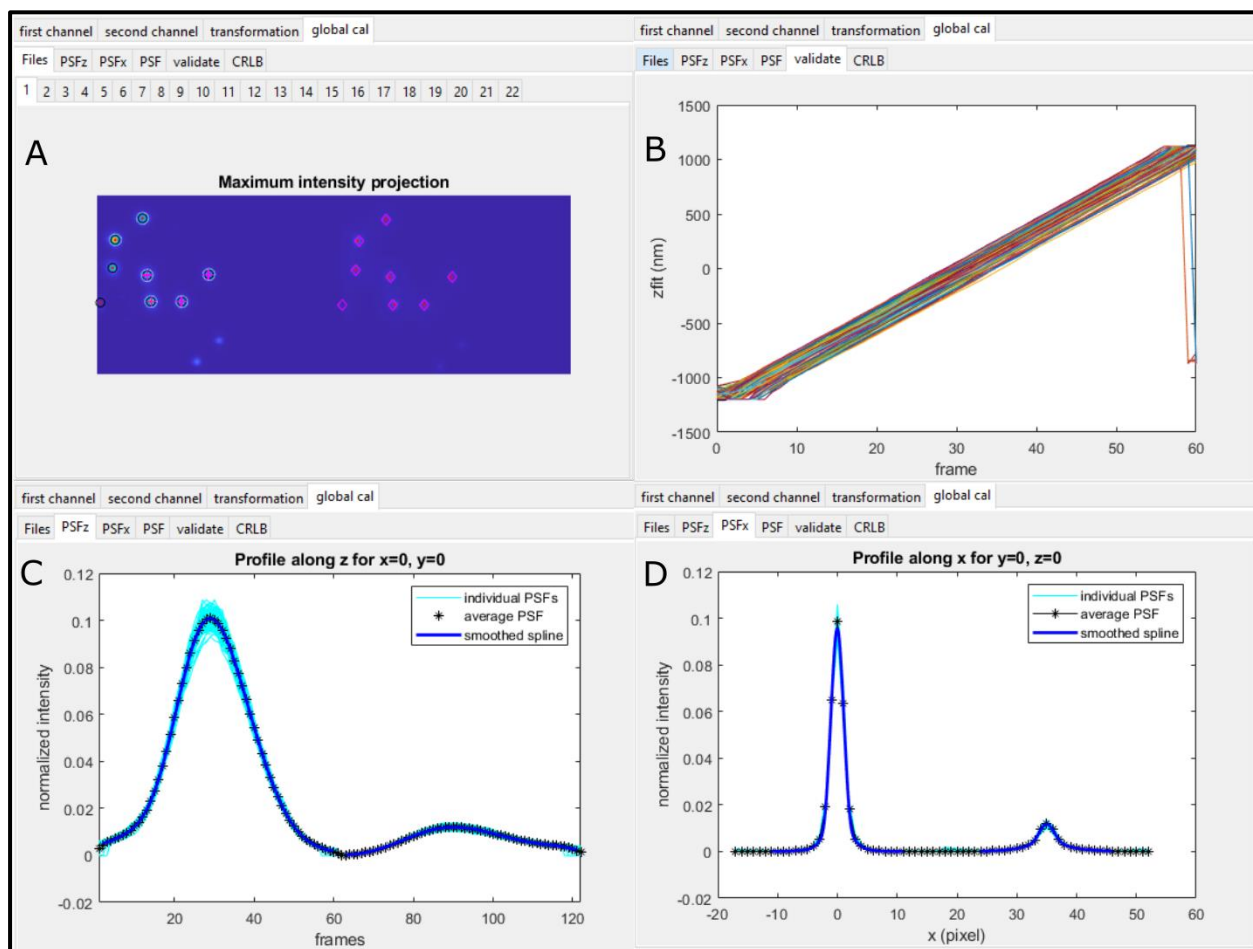 first channel second channel transformation global cal
Files PSFz PSFx PSF validate CRLB
1 2 3 4 5 6 7 8 9 10 11 12 13 14 15 16 17 18 19 20 21 22
A
Maximum intensity projection
first channel second channel transformation global cal
Files PSFz PSFx PSF validate CRLB
B
1500
1000
500
0
-500
-1000
-1500
zfit (nm)
0 10 20 30 40 50 60
frame
first channel second channel transformation global cal
Files PSFz PSFx PSF validate CRLB
C
Profile along z for x=0, y=0
0.12
0.1
0.08
0.06
0.04
0.02
0
-0.02
normalized intensity
individual PSFs
average PSF
smoothed spline
20 40 60 80 100 120
frames
first channel second channel transformation global cal
Files PSFz PSFx PSF validate CRLB
D
Profile along x for y=0, z=0
0.12
0.1
0.08
0.06
0.04
0.02
0
-0.02
normalized intensity
individual PSFs
average PSF
smoothed spline
-20 -10 0 10 20 30 40 50 60
x (pixel)